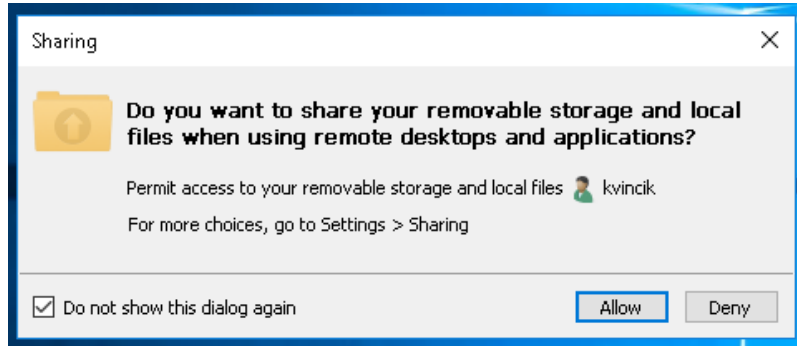 Sharing
Do you want to share your removable storage and local
files when using remote desktops and applications?
Permit access to your removable storage and local files kvincik
For more choices, go to Settings > Sharing
Do not show this dialog again
Allow
Deny